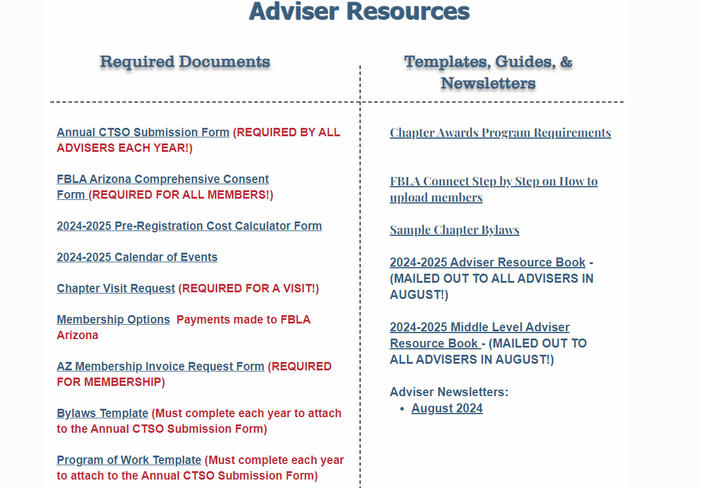 Adviser Resources
Required Documents
Annual CTSO Submission Form (REQUIRED BY ALL
ADVISERS EACH YEAR!)
FBLA Arizona Comprehensive Consent
Form (REQUIRED FOR ALL MEMBERS!)
2024-2025 Pre-Registration Cost Calculator Form
2024-2025 Calendar of Events
Chapter Visit Request (REQUIRED FOR A VISIT!)
Membership Options Payments made to FBLA
Arizona
AZ Membership Invoice Request Form (REQUIRED
FOR MEMBERSHIP)
Bylaws Template (Must complete each year to attach
to the Annual CTSO Submission Form)
Program of Work Template (Must complete each year
to attach to the Annual CTSO Submission Form)
Templates, Guides, &
Newsletters
Chapter Awards Program Requirements
FBLA Connect Step by Step on How to
upload members
Sample Chapter Bylaws
2024-2025 Adviser Resource Book -
(MAILED OUT TO ALL ADVISERS IN
AUGUST!)
2024-2025 Middle Level Adviser
Resource Book - (MAILED OUT TO
ALL ADVISERS IN AUGUST!)
Adviser Newsletters:
• August 2024